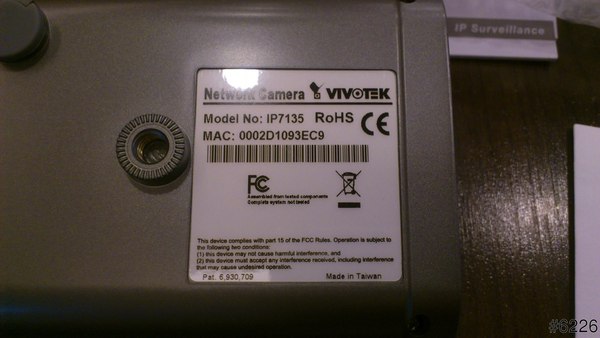 IP Surveillance
Network Camera VIVOTEK
Model No: IP7135 RoHS CE
MAC: 0002D1093EC9
FC
Assembled from tested components
Complete system not tested
This device complies with part 15 of the FCC Rules. Operation is subject to
the following two conditions:
(1) this device may not cause harmful interference, and
(2) this device must accept any interference received, including interference
that may cause undesired operation.
Pat. 6,930,709 Made in Taiwan
#6226